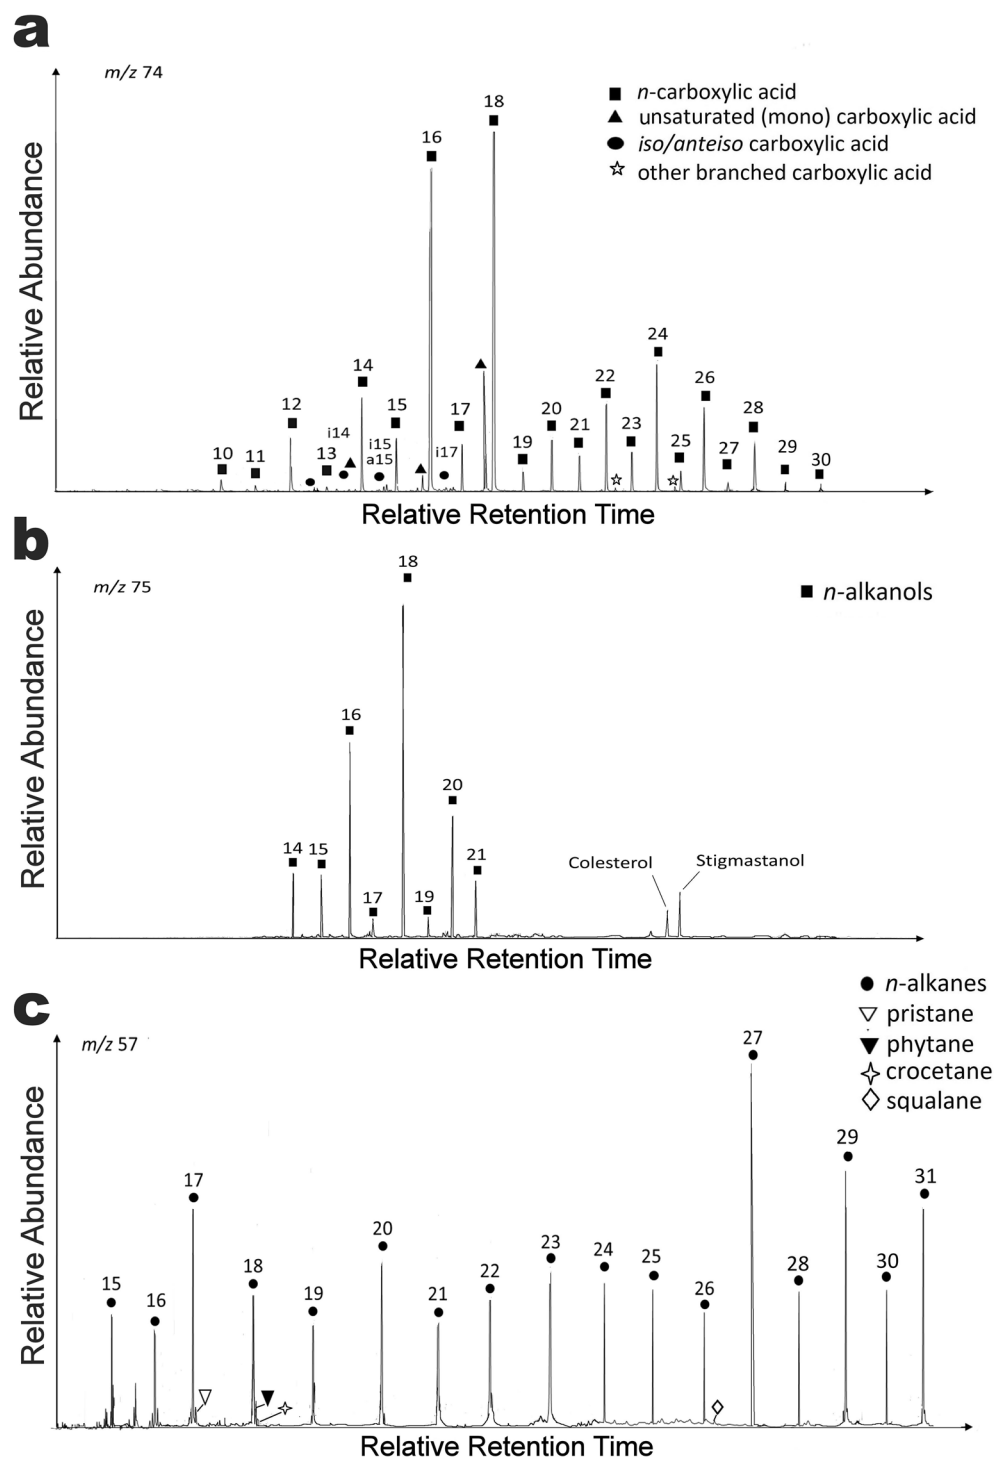 a
m/z 74
n-carboxylic acid
unsaturated (mono) carboxylic acid
iso/anteiso carboxylic acid
other branched carboxylic acid
Relative Abundance
10
11
12
13
i14
14
i15
a15
15
16
i17
17
18
19
20
21
22
23
24
25
26
27
28
29
30
Relative Retention Time
b
m/z 75
n-alkanols
Relative Abundance
14
15
16
17
18
19
20
21
Colesterol
Stigmastanol
Relative Retention Time
c
m/z 57
n-alkanes
pristane
phytane
crocetane
squalane
Relative Abundance
15
16
17
18
19
20
21
22
23
24
25
26
27
28
29
30
31
Relative Retention Time